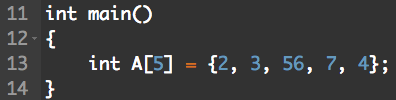 11 int main()
12 {
13     int A[5] = {2, 3, 56, 7, 4};
14 }